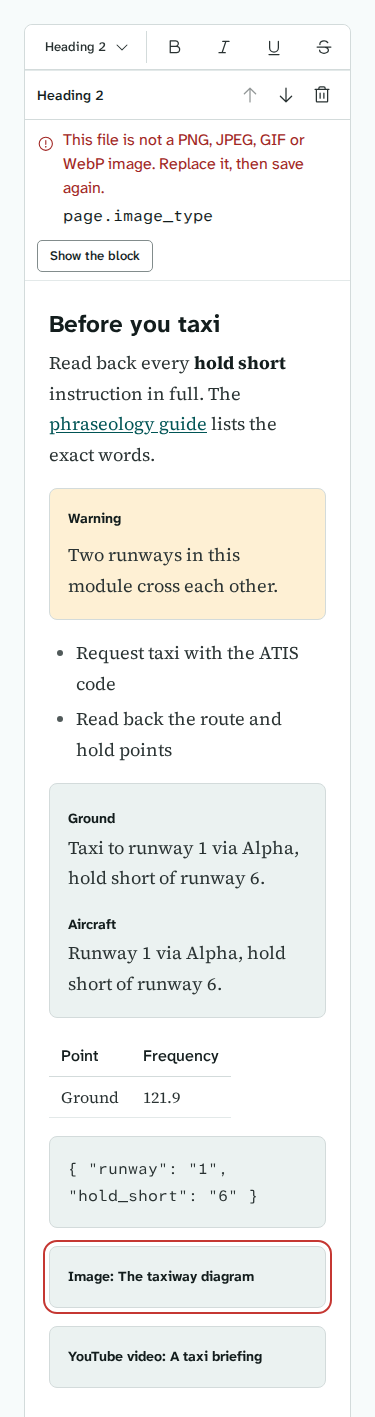 Heading 2
B I U S
Heading 2
This file is not a PNG, JPEG, GIF or
WebP image. Replace it, then save
again.
page.image_type
Show the block
Before you taxi
Read back every hold short
instruction in full. The
phraseology guide lists the
exact words.
Warning
Two runways in this
module cross each other.
Request taxi with the ATIS
code
Read back the route and
hold points
Ground
Taxi to runway 1 via Alpha,
hold short of runway 6.
Aircraft
Runway 1 via Alpha, hold
short of runway 6.
Point Frequency
Ground 121.9
{ "runway": "1",
"hold_short": "6" }
Image: The taxiway diagram
YouTube video: A taxi briefing